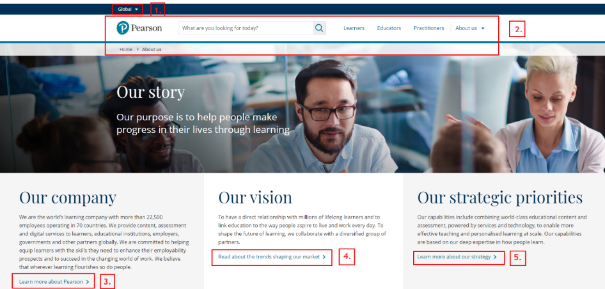 Global
1.
Pearson
What are you looking for today?
Learners
Educators
Practitioners
About us
2.
Home > About us
Our story
Our purpose is to help people make
progress in their lives through learning
Our company
We are the world's learning company with more than 22,500
employees operating in 70 countries. We provide content, assessment
and digital services to learners, educational institutions, employers,
governments and other partners globally. We are committed to helping
equip learners with the skills they need to enhance their employability
prospects and to succeed in the changing world of work. We believe
that wherever learning flourishes so do people.
Learn more about Pearson >
3.
Our vision
To have a direct relationship with millions of lifelong learners and to
link education to the way people aspire to live and work every day. To
shape the future of learning, we collaborate with a diversified group of
partners.
Read about the trends shaping our market >
4.
Our strategic priorities
Our capabilities include combining world-class educational content and
assessment, powered by services and technology, to enable more
effective teaching and personalised learning at scale. Our capabilities
are based on our deep expertise in how people learn.
Learn more about our strategy >
5.